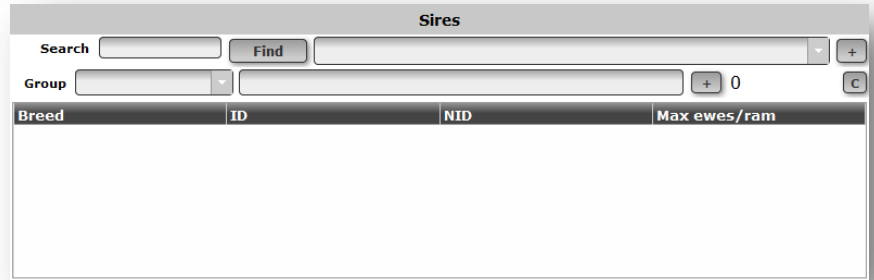 Sires
Search Find +
Group + 0 C
Breed ID NID Max ewes/ram